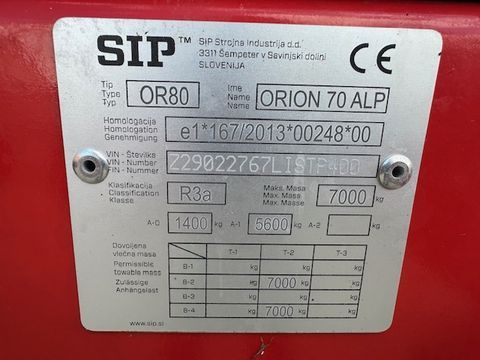 SIP™ SIP Strojna Industrija d.d.
3311 Šempeter v Savinjski dolini
SLOVENIJA
CE
Tip
Type
Typ
OR80
Ime
Name
Name
ORION 70 ALP
Homologacija
Homologation
Genehmigung
e1*167/2013*00248*00
VIN - Številka
VIN - Number
FIN - Nummer
Klasifikacija
Classification
Klasse
R3a
Maks. Masa
Max. Mass
Max. Masse
7000 kg
A-0 1400 kg A-1 5600 kg A-2 kg
Dovoljena
vlečna masa
Permissible
towable mass
Zulässige
Anhängelast
T-1 T-2 T-3
B-1 kg kg kg
B-2 kg 7000 kg kg
B-3 kg kg kg
B-4 kg 7000 kg kg
www.sip.si